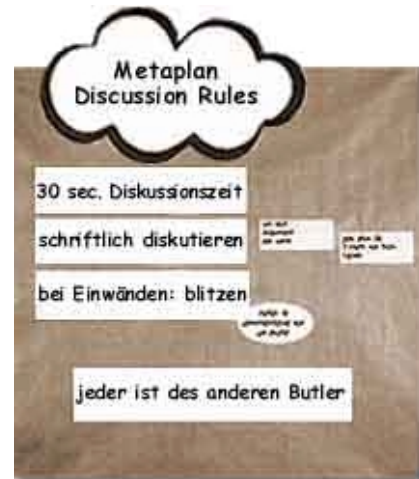 Metaplan
Discussion Rules
30 sec. Diskussionszeit
schriftlich diskutieren
bei Einwänden: blitzen
jeder ist des anderen Butler